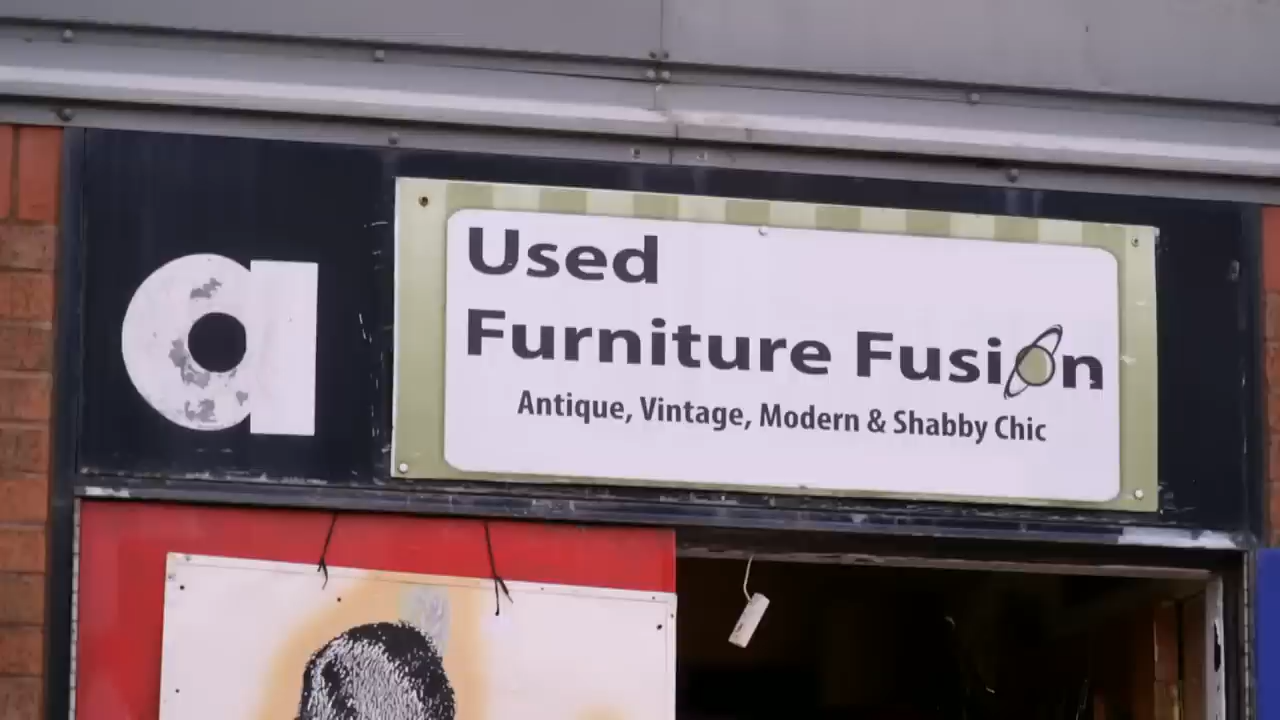 a
Used
Furniture Fusion
Antique, Vintage, Modern & Shabby Chic